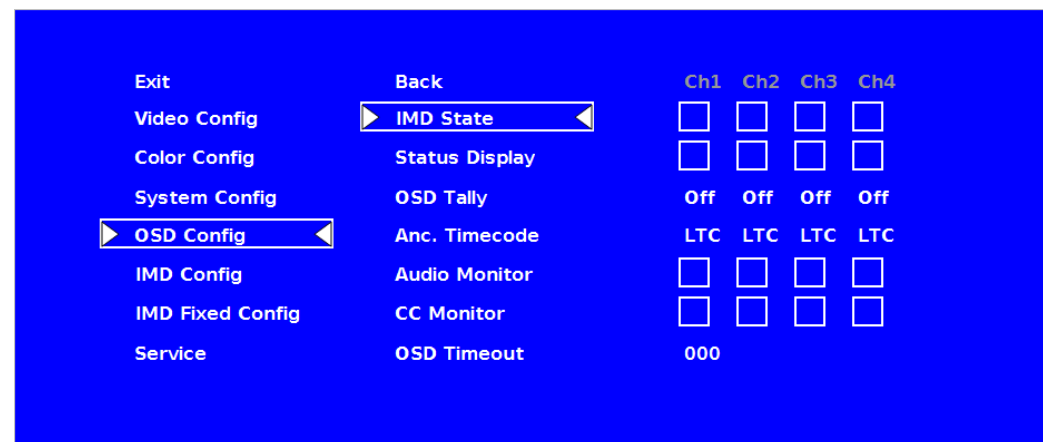 Exit Back Ch1 Ch2 Ch3 Ch4
Video Config IMD State
Color Config Status Display
System Config OSD Tally Off Off Off Off
OSD Config Anc. Timecode LTC LTC LTC LTC
IMD Config Audio Monitor
IMD Fixed Config CC Monitor
Service OSD Timeout 000